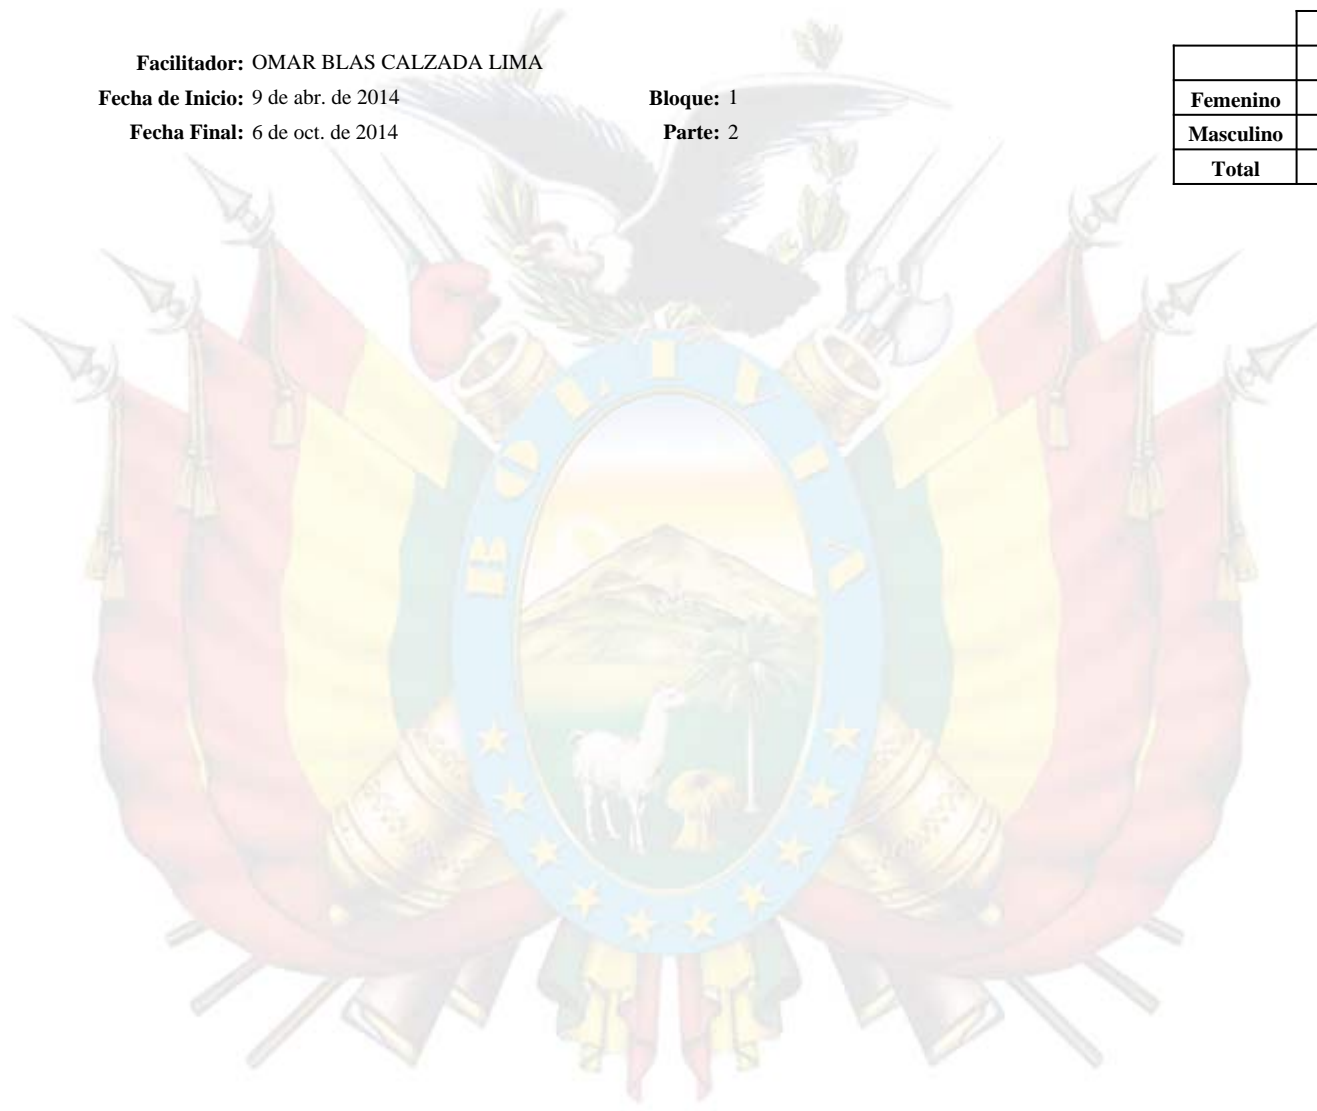 Facilitador: OMAR BLAS CALZADA LIMA
Fecha de Inicio: 9 de abr. de 2014 Bloque: 1
Fecha Final: 6 de oct. de 2014 Parte: 2
Femenino
Masculino
Total
BOLIVIA